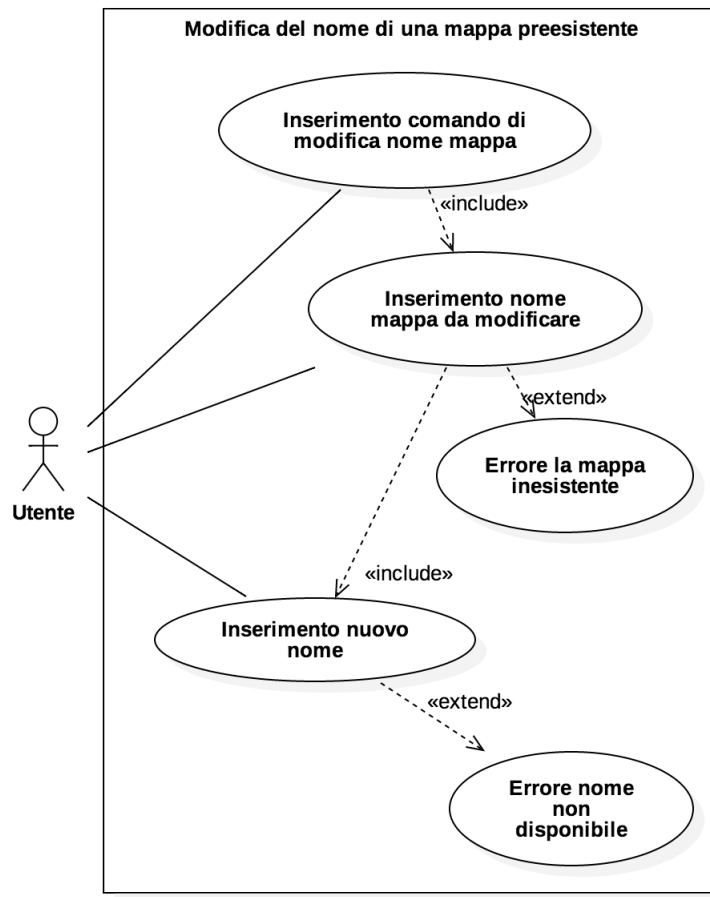 Modifica del nome di una mappa preesistente
Inserimento comando di
modifica nome mappa
«include»
Inserimento nome
mappa da modificare
«extend»
Errore la mappa
inesistente
Utente
«include»
Inserimento nuovo
nome
«extend»
Errore nome
non
disponibile